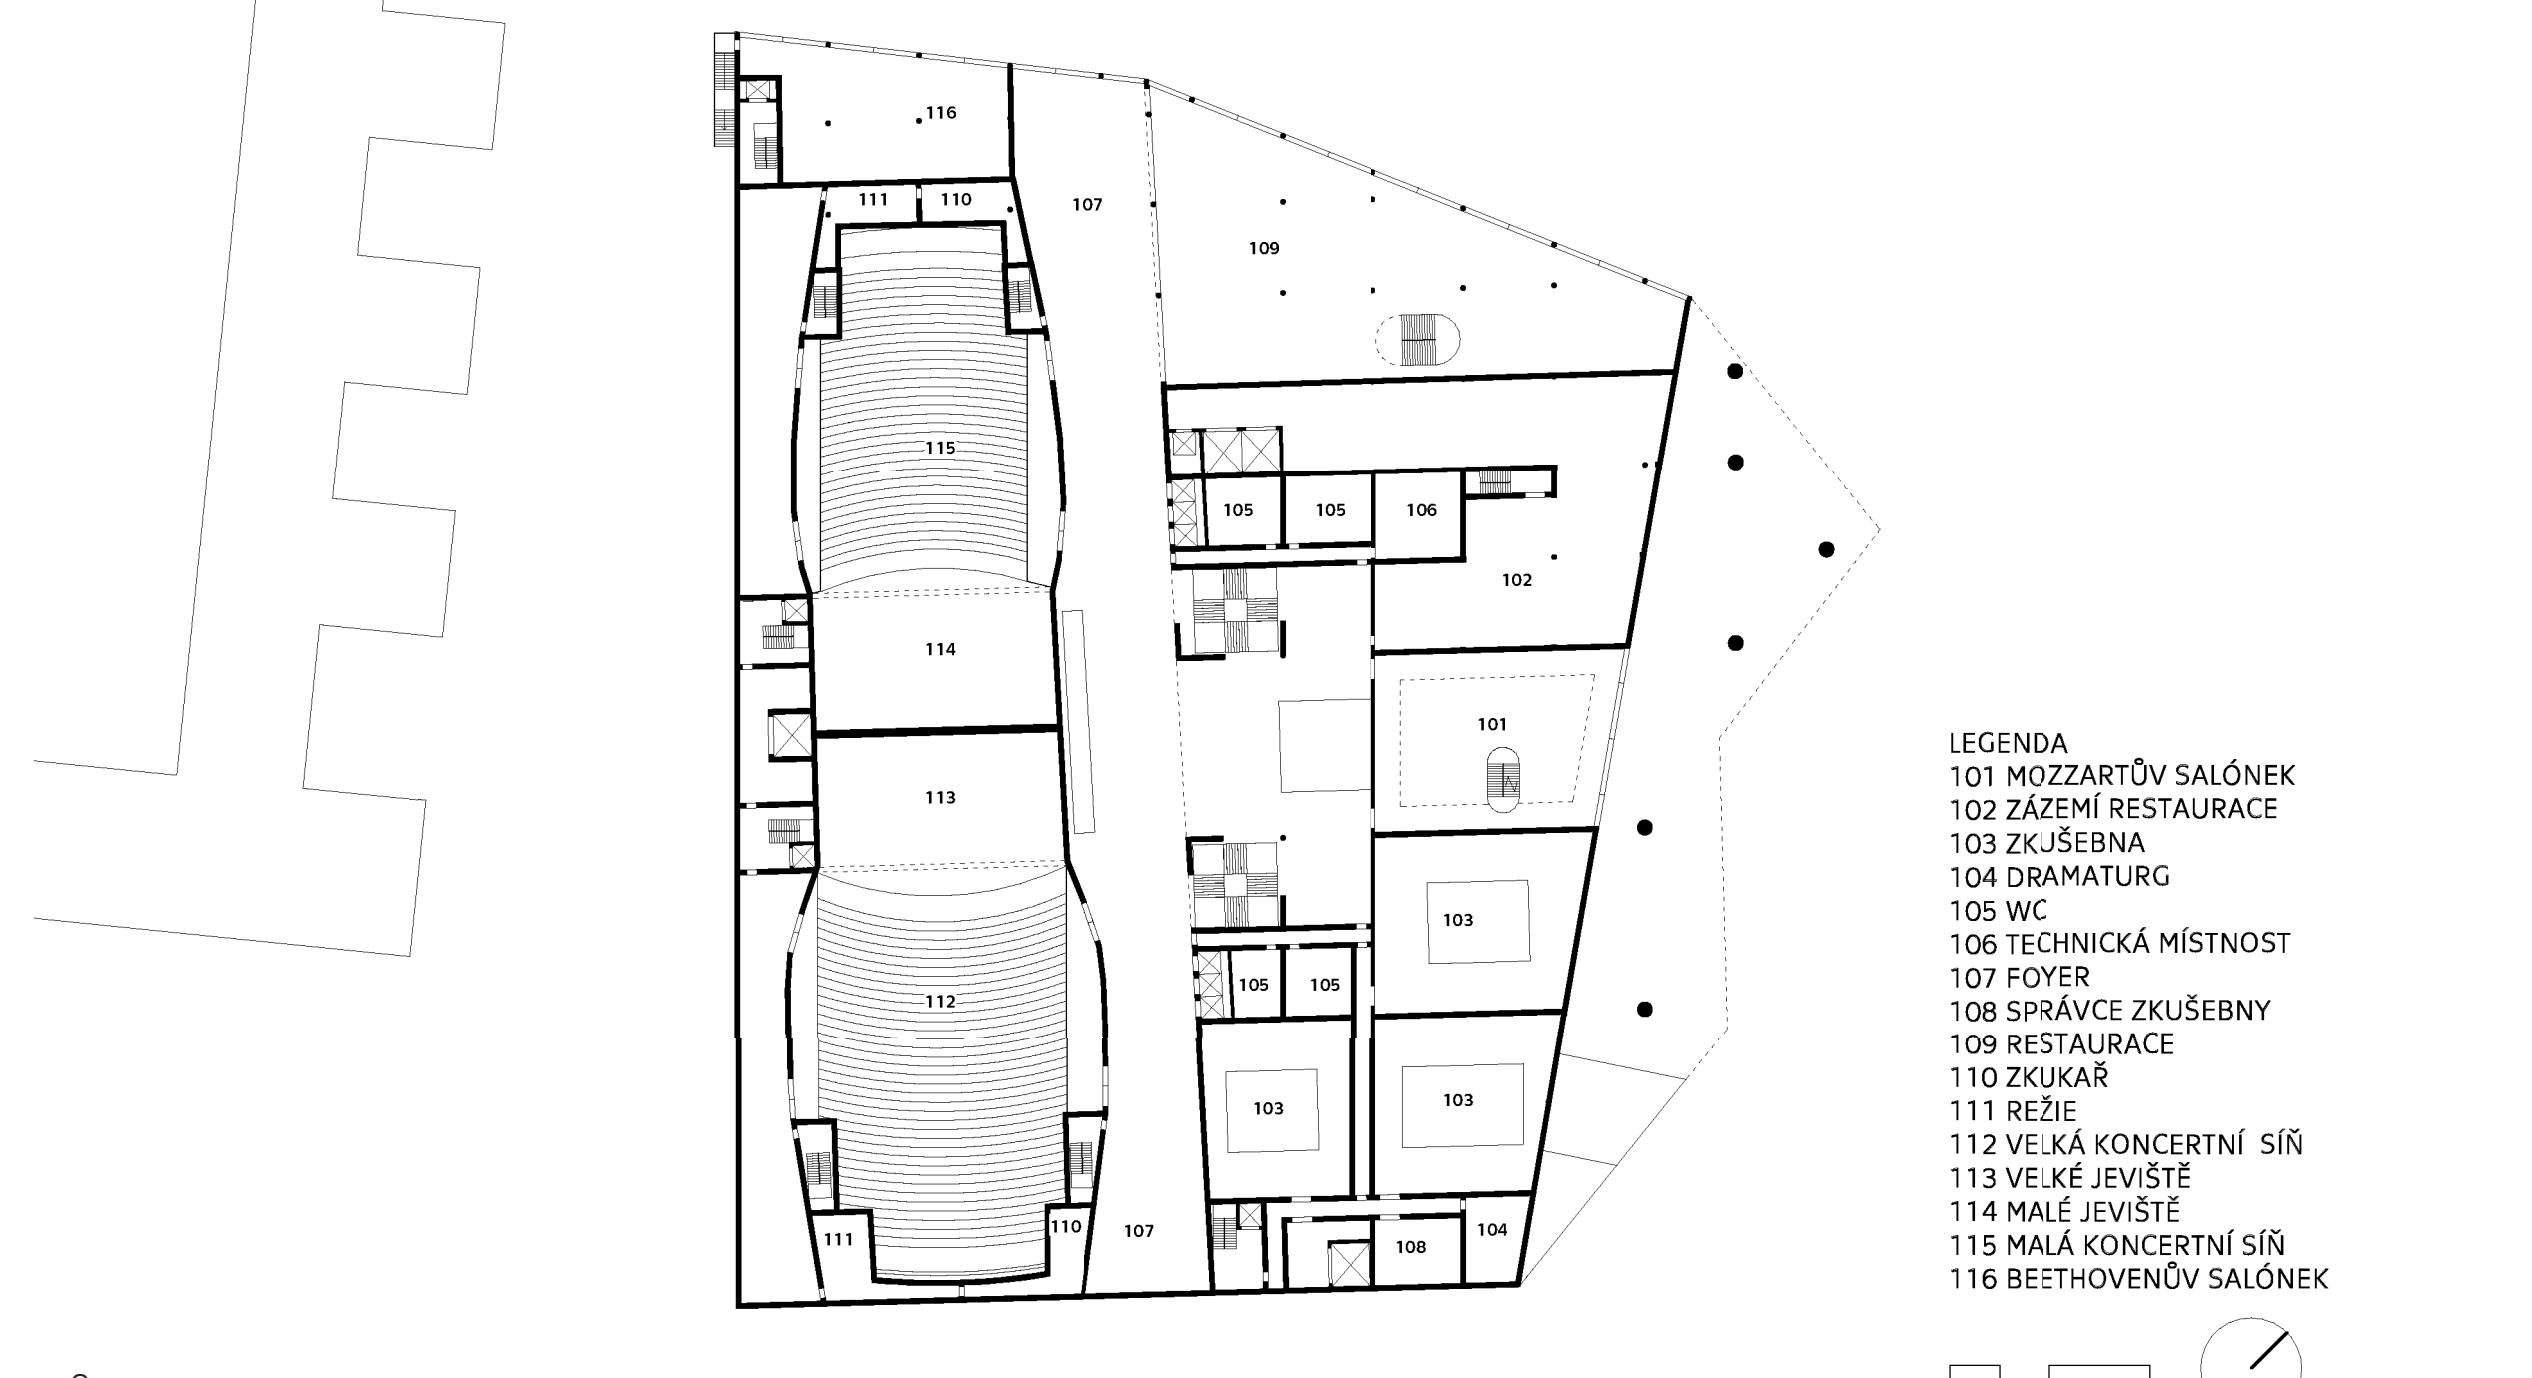 116
111
110
107
109
115
105
105
106
102
114
101
113
103
105
105
112
103
103
107
110
111
104
108
LEGENDA
101 MOZZARTŮV SALÓNEK
102 ZÁZEMÍ RESTAURACE
103 ZKUŠEBNA
104 DRAMATURG
105 WC
106 TECHNICKÁ MÍSTNOST
107 FOYER
108 SPRÁVCE ZKUŠEBNY
109 RESTAURACE
110 ZKUKAŘ
111 REŽIE
112 VELKÁ KONCERTNÍ SÍŇ
113 VELKÉ JEVIŠTĚ
114 MALÉ JEVIŠTĚ
115 MALÁ KONCERTNÍ SÍŇ
116 BEETHOVENŮV SALÓNEK